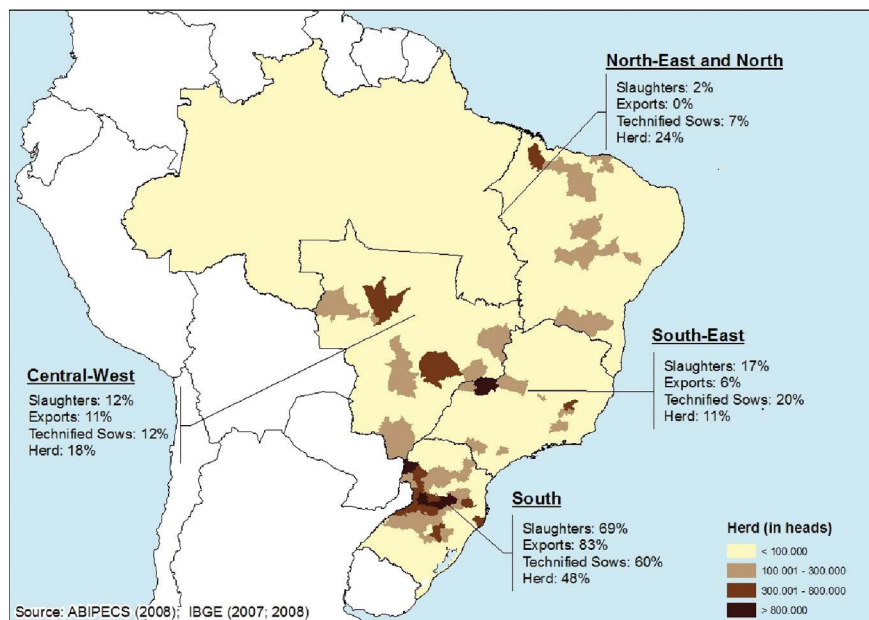 North-East and North
Slaughters: 2%
Exports: 0%
Technified Sows: 7%
Herd: 24%
South-East
Slaughters: 17%
Exports: 6%
Technified Sows: 20%
Herd: 11%
Central-West
Slaughters: 12%
Exports: 11%
Technified Sows: 12%
Herd: 18%
South
Slaughters: 69%
Exports: 83%
Technified Sows: 60%
Herd: 48%
Herd (in heads)
< 100.000
100.001 - 300.000
300.001 - 600.000
> 600.000
Source: ABIPECS (2008); IBGE (2007; 2008)